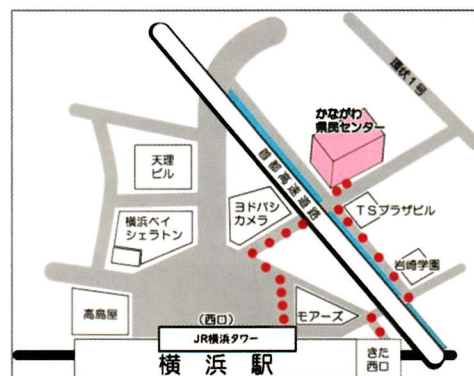 環状1号
かながわ
県民センター
首都高速道路
天理
ビル
ヨドバシ
カメラ
TSプラザビル
横浜ベイ
シェラトン
岩崎学園
高島屋
(西口)
モアーズ
JR横浜タワー
横浜駅
きた
西口